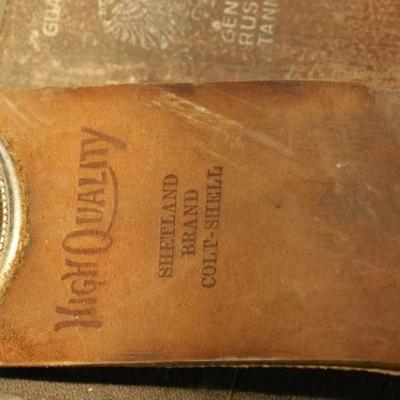 GEN
RUS
TANN
HIGH QUALITY
SHETLAND
BRAND
COLT-SHELL